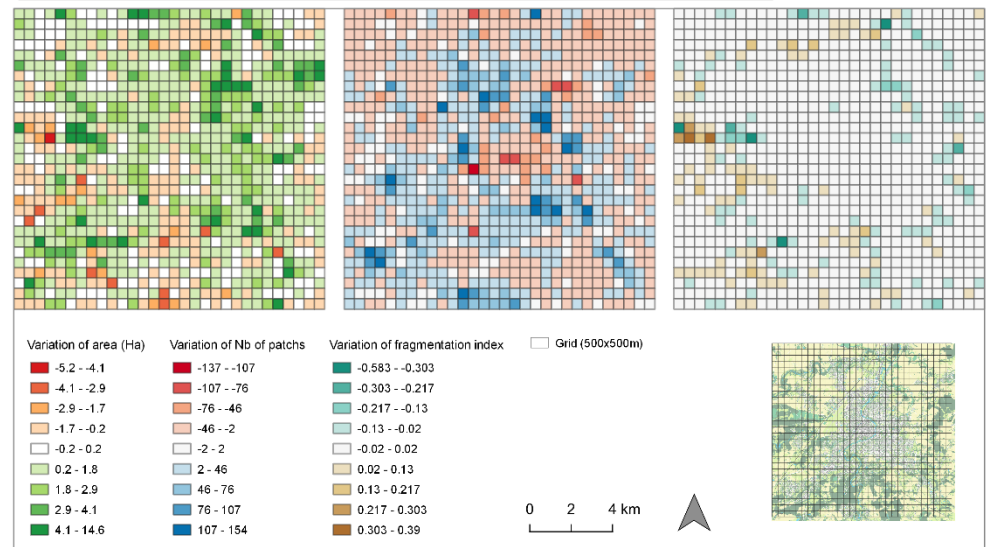 Variation of area (Ha)
-5.2 - -4.1
-4.1 - -2.9
-2.9 - -1.7
-1.7 - -0.2
-0.2 - 0.2
0.2 - 1.8
1.8 - 2.9
2.9 - 4.1
4.1 - 14.6
Variation of Nb of patchs
-137 - -107
-107 - -76
-76 - -46
-46 - -2
-2 - 2
2 - 46
46 - 76
76 - 107
107 - 154
Variation of fragmentation index
-0.583 - -0.303
-0.303 - -0.217
-0.217 - -0.13
-0.13 - -0.02
-0.02 - 0.02
0.02 - 0.13
0.13 - 0.217
0.217 - 0.303
0.303 - 0.39
Grid (500x500m)
0 2 4 km